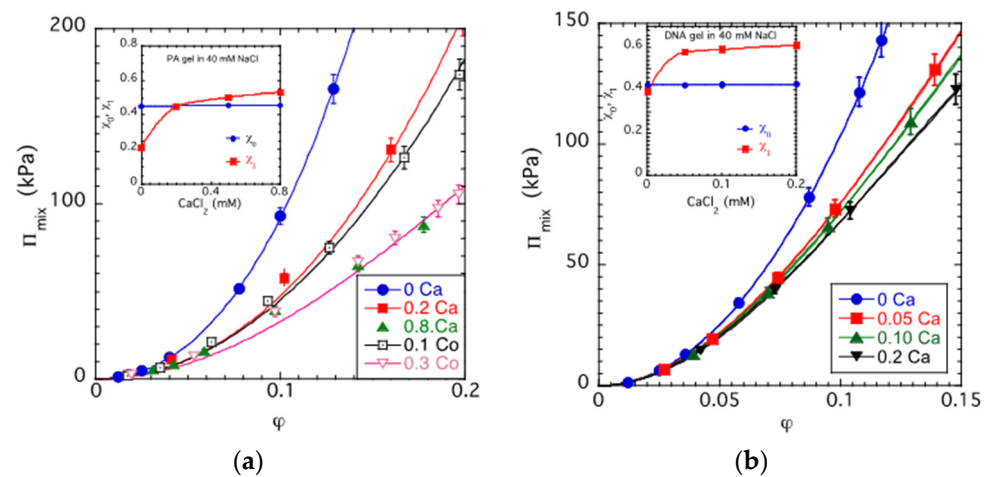 200
100
0
0
0.1
0.2
Πmix (kPa)
φ
PA gel in 40 mM NaCl
0.8
0.6
0.4
0.2
0
0.4
0.8
χ0, χ1
CaCl2 (mM)
χ0
χ1
0 Ca
0.2 Ca
0.8.Ca
0.1 Co
0.3 Co
(a)
150
100
50
0
0
0.05
0.1
0.15
Πmix (kPa)
φ
DNA gel in 40 mM NaCl
0.6
0.4
0.2
0
0
0.1
0.2
χ0, χ1
CaCl2 (mM)
χ0
χ1
0 Ca
0.05 Ca
0.10 Ca
0.2 Ca
(b)